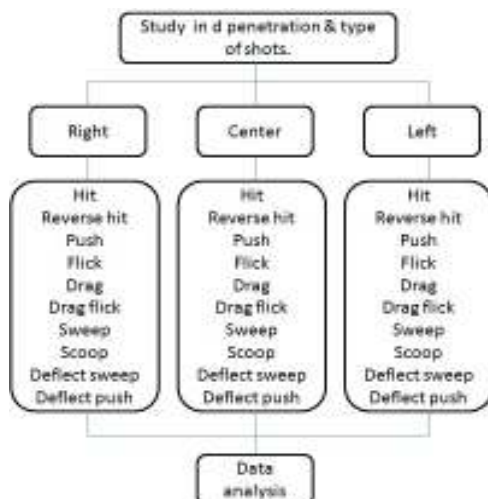 Study in d penetration & type
of shots.
Right
Center
Left
Hit
Reverse hit
Push
Flick
Drag
Drag flick
Sweep
Scoop
Deflect sweep
Deflect push
Hit
Reverse hit
Push
Flick
Drag
Drag flick
Sweep
Scoop
Deflect sweep
Deflect push
Hit
Reverse hit
Push
Flick
Drag
Drag flick
Sweep
Scoop
Deflect sweep
Deflect push
Data
analysis